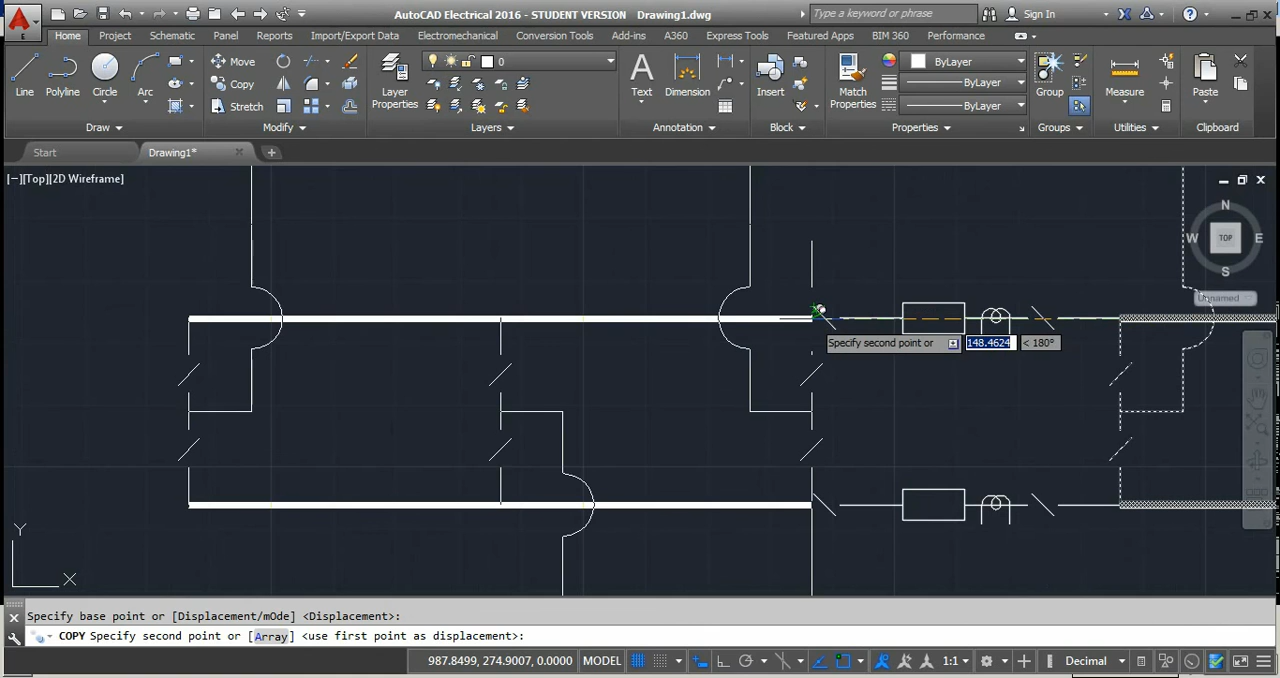 AutoCAD Electrical 2016 - STUDENT VERSION Drawing1.dwg
Type a keyword or phrase
Sign In
Home Project Schematic Panel Reports Import/Export Data Electromechanical Conversion Tools Add-ins A360 Express Tools Featured Apps BIM 360 Performance
Line Polyline Circle Arc
Move
Copy
Stretch
Layer Properties
0
Text Dimension
Insert
Match Properties
ByLayer
ByLayer
ByLayer
Group
Measure
Paste
Draw Modify Layers Annotation Block Properties Groups Utilities Clipboard
Start Drawing1*
[−][Top][2D Wireframe]
N
W TOP E
S
Unnamed
Specify second point or 148.4624 < 180°
Y
X
Specify base point or [Displacement/mOde] <Displacement>:
COPY Specify second point or [Array] <use first point as displacement>:
987.8499, 274.9007, 0.0000 MODEL 1:1 Decimal